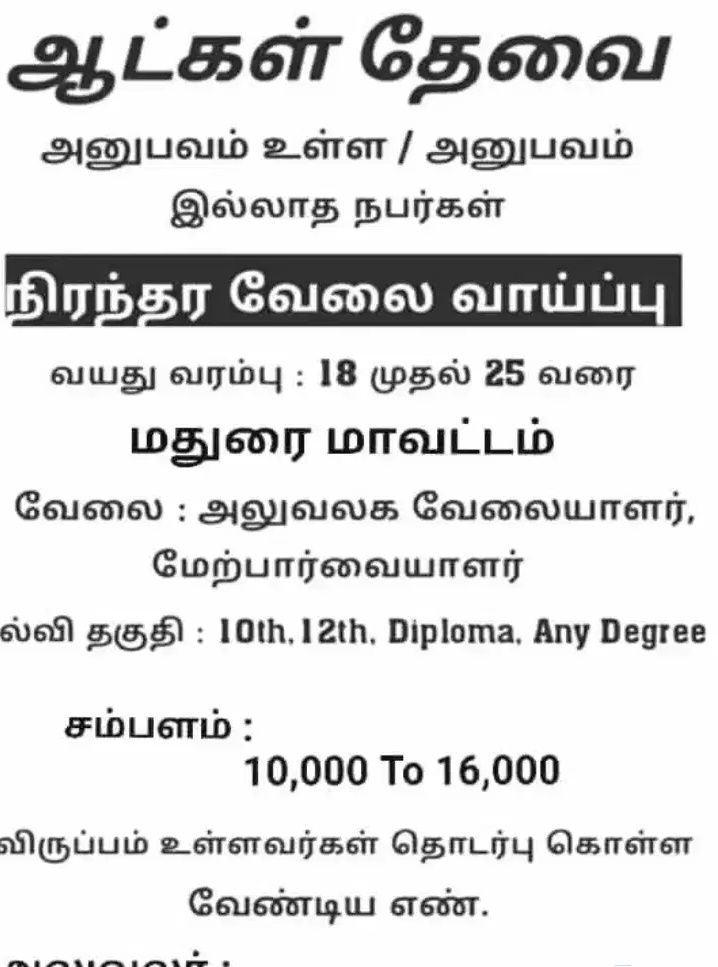 ஆட்கள் தேவை
அனுபவம் உள்ள / அனுபவம்
இல்லாத நபர்கள்
நிரந்தர வேலை வாய்ப்பு
வயது வரம்பு : 18 முதல் 25 வரை
மதுரை மாவட்டம்
வேலை : அலுவலக வேலையாளர்,
மேற்பார்வையாளர்
ல்வி தகுதி : 10th,12th, Diploma, Any Degree
சம்பளம் :
10,000 To 16,000
விருப்பம் உள்ளவர்கள் தொடர்பு கொள்ள
வேண்டிய எண்.